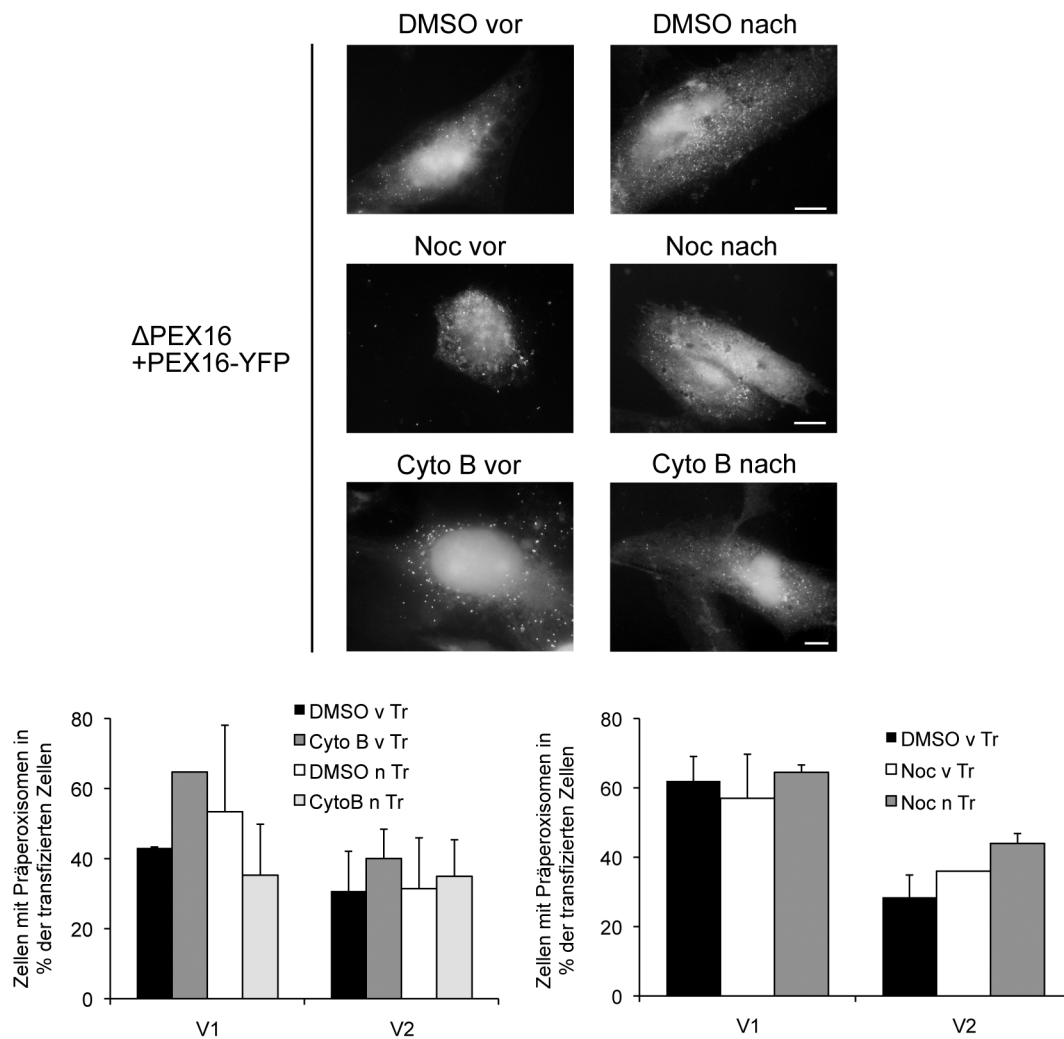 DMSO vor
DMSO nach
Noc vor
Noc nach
ΔPEX16
+PEX16-YFP
Cyto B vor
Cyto B nach
Zellen mit Präperoxisomen in
% der transfizierten Zellen
80
60
40
20
0
DMSO v Tr
Cyto B v Tr
DMSO n Tr
CytoB n Tr
V1
V2
Zellen mit Präperoxisomen in
% der transfizierten Zellen
80
60
40
20
0
DMSO v Tr
Noc v Tr
Noc n Tr
V1
V2